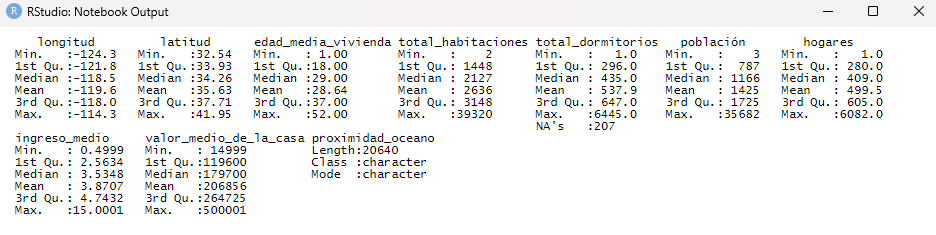 RStudio: Notebook Output
longitud latitud edad_media_vivienda total_habitaciones total_dormitorios población hogares
Min. :-124.3 Min. :32.54 Min. : 1.00 Min. : 2 Min. : 1.0 Min. : 3 Min. : 1.0
1st Qu.:-121.8 1st Qu.:33.93 1st Qu.:18.00 1st Qu.: 1448 1st Qu.: 296.0 1st Qu.: 787 1st Qu.: 280.0
Median :-118.5 Median :34.26 Median :29.00 Median : 2127 Median : 435.0 Median : 1166 Median : 409.0
Mean :-119.6 Mean :35.63 Mean :28.64 Mean : 2636 Mean : 537.9 Mean : 1425 Mean : 499.5
3rd Qu.:-118.0 3rd Qu.:37.71 3rd Qu.:37.00 3rd Qu.: 3148 3rd Qu.: 647.0 3rd Qu.: 1725 3rd Qu.: 605.0
Max. :-114.3 Max. :41.95 Max. :52.00 Max. :39320 Max. :6445.0 Max. :35682 Max. :6082.0
NA's :207
ingreso_medio valor_medio_de_la_casa proximidad_oceano
Min. : 0.4999 Min. : 14999 Length:20640
1st Qu.: 2.5634 1st Qu.:119600 Class :character
Median : 3.5348 Median :179700 Mode :character
Mean : 3.8707 Mean :206856
3rd Qu.: 4.7432 3rd Qu.:264725
Max. :15.0001 Max. :500001